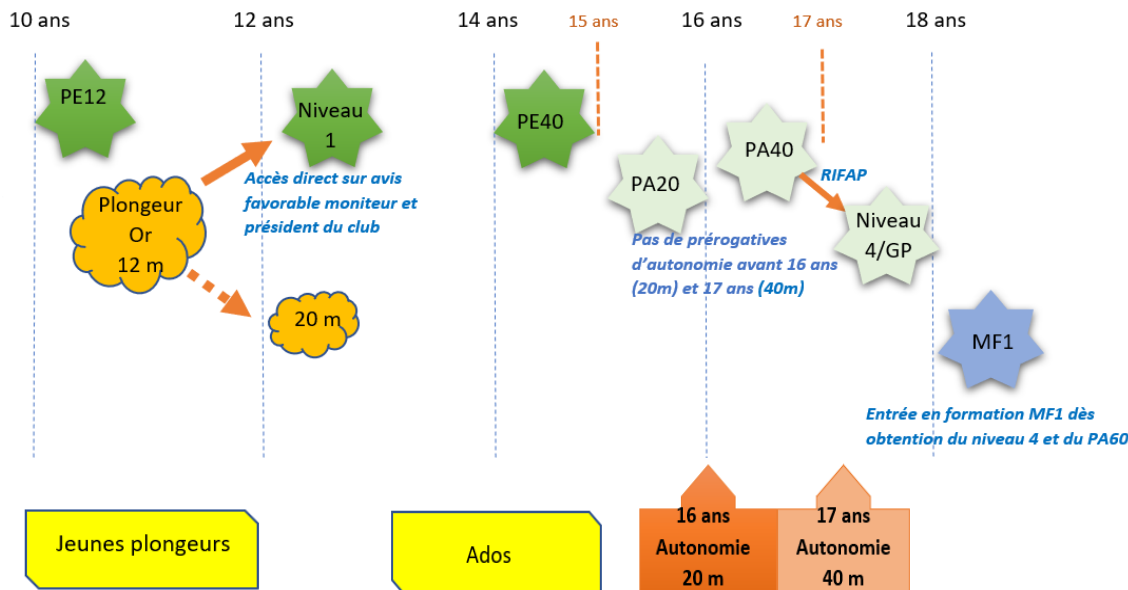 10 ans
12 ans
14 ans
15 ans
16 ans
17 ans
18 ans
PE12
Niveau
1
PE40
PA20
PA40
RIFAP
Niveau
4/GP
Plongeur
Or
12 m
Accès direct sur avis
favorable moniteur et
président du club
20 m
Pas de prérogatives
d’autonomie avant 16 ans
(20m) et 17 ans (40m)
MF1
Entrée en formation MF1 dès
obtention du niveau 4 et du PA60
Jeunes plongeurs
Ados
16 ans
Autonomie
20 m
17 ans
Autonomie
40 m